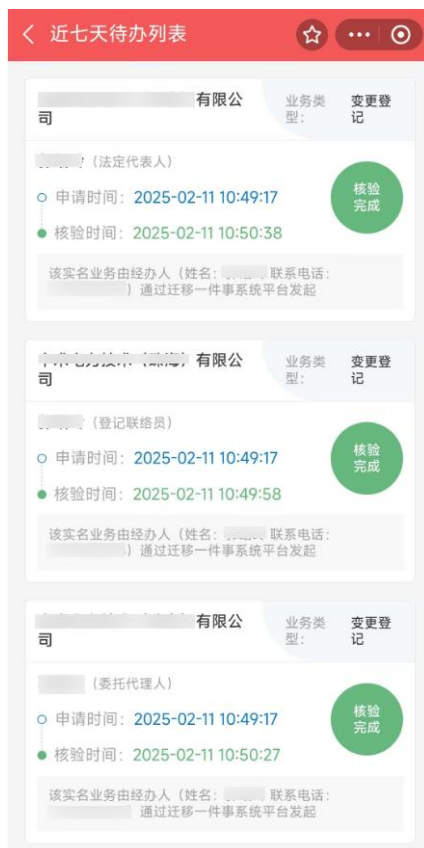 近七天待办列表
有限公 业务类 变更登
司 型： 记
（法定代表人）
申请时间：2025-02-11 10:49:17
核验时间：2025-02-11 10:50:38
核验
完成
该实名业务由经办人（姓名： 联系电话：
）通过迁移一件事系统平台发起
有限公 业务类 变更登
司 型： 记
（登记联络员）
申请时间：2025-02-11 10:49:17
核验时间：2025-02-11 10:49:58
核验
完成
该实名业务由经办人（姓名： 联系电话：
）通过迁移一件事系统平台发起
有限公 业务类 变更登
司 型： 记
（委托代理人）
申请时间：2025-02-11 10:49:17
核验时间：2025-02-11 10:50:27
核验
完成
该实名业务由经办人（姓名： 联系电话：
通过迁移一件事系统平台发起